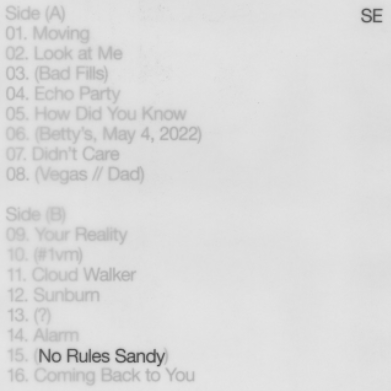 Side (A)
01. Moving
02. Look at Me
03. (Bad Fills)
04. Echo Party
05. How Did You Know
06. (Betty's, May 4, 2022)
07. Didn't Care
08. (Vegas // Dad)
Side (B)
09. Your Reality
10. (#1vm)
11. Cloud Walker
12. Sunburn
13. (?)
14. Alarm
15. (No Rules Sandy)
16. Coming Back to You
SE